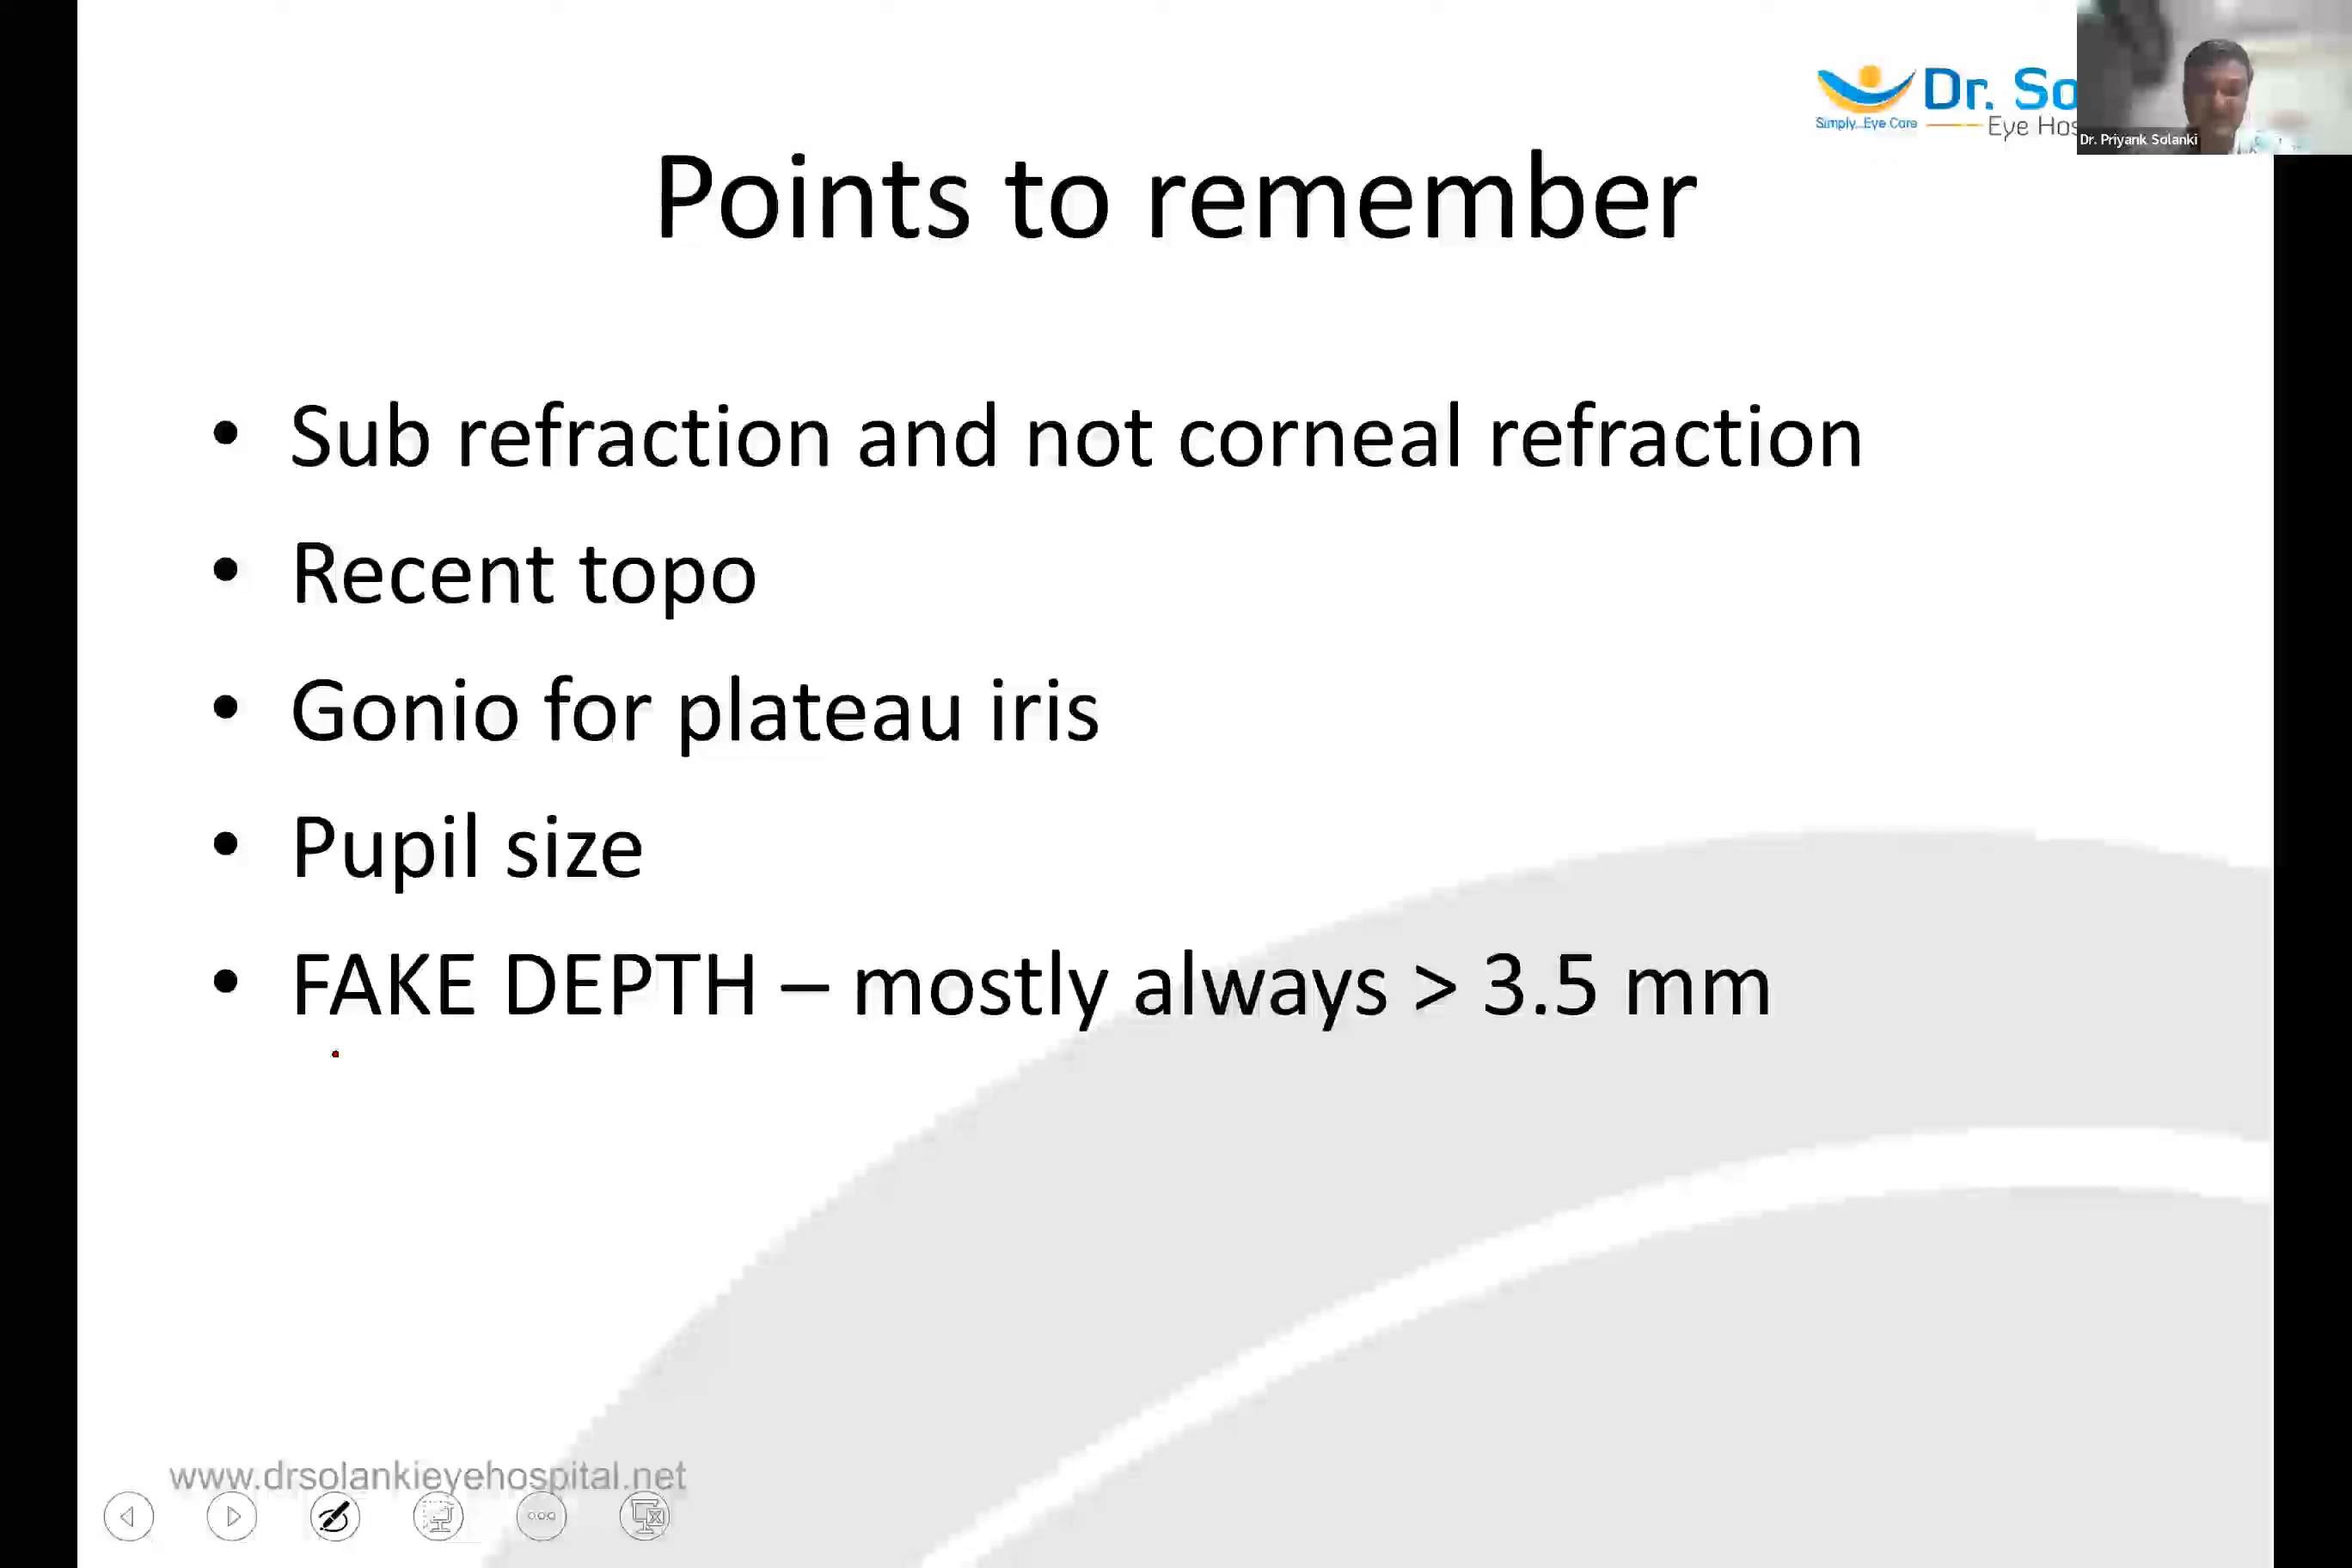 Dr. So
Simply...Eye Care
Eye Hos
Dr. Priyank Solanki
Points to remember
• Sub refraction and not corneal refraction
• Recent topo
• Gonio for plateau iris
• Pupil size
• FAKE DEPTH – mostly always > 3.5 mm
www.drsolankieyehospital.net